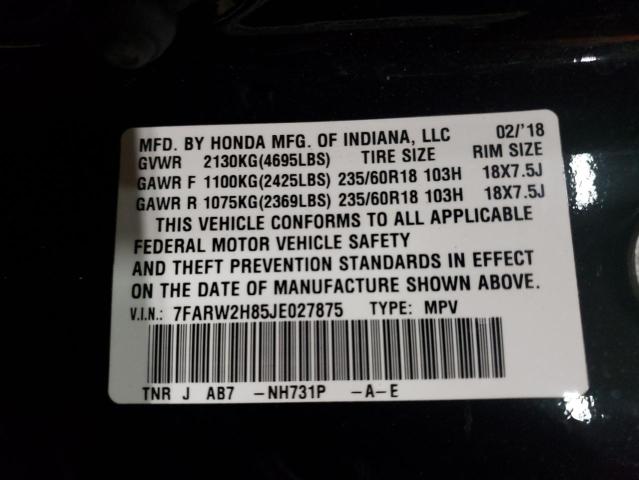 MFD. BY HONDA MFG. OF INDIANA, LLC 02/'18
GVWR 2130KG(4695LBS) TIRE SIZE RIM SIZE
GAWR F 1100KG(2425LBS) 235/60R18 103H 18X7.5J
GAWR R 1075KG(2369LBS) 235/60R18 103H 18X7.5J
THIS VEHICLE CONFORMS TO ALL APPLICABLE
FEDERAL MOTOR VEHICLE SAFETY
AND THEFT PREVENTION STANDARDS IN EFFECT
ON THE DATE OF MANUFACTURE SHOWN ABOVE.
V.I.N.: 7FARW2H85JE027875 TYPE: MPV
TNR J AB7 -NH731P -A-E